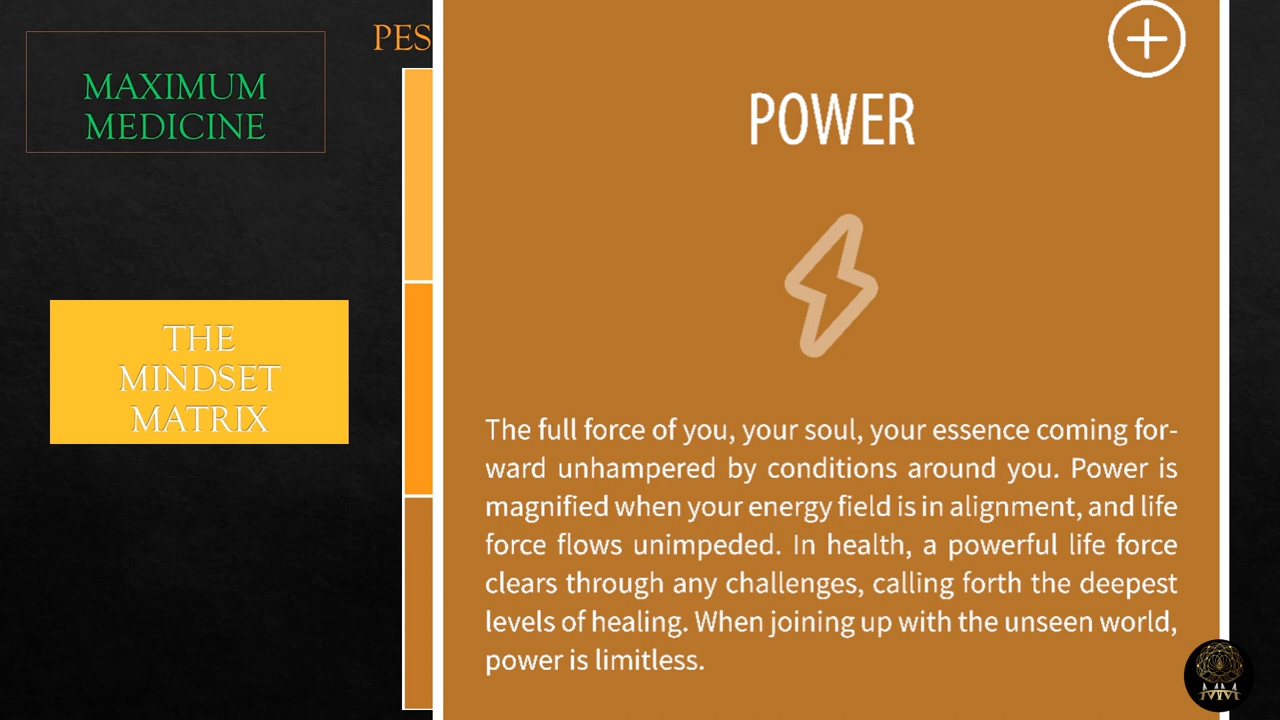 MAXIMUM
MEDICINE
THE
MINDSET
MATRIX
PES
POWER
The full force of you, your soul, your essence coming for-
ward unhampered by conditions around you. Power is
magnified when your energy field is in alignment, and life
force flows unimpeded. In health, a powerful life force
clears through any challenges, calling forth the deepest
levels of healing. When joining up with the unseen world,
power is limitless.
MM